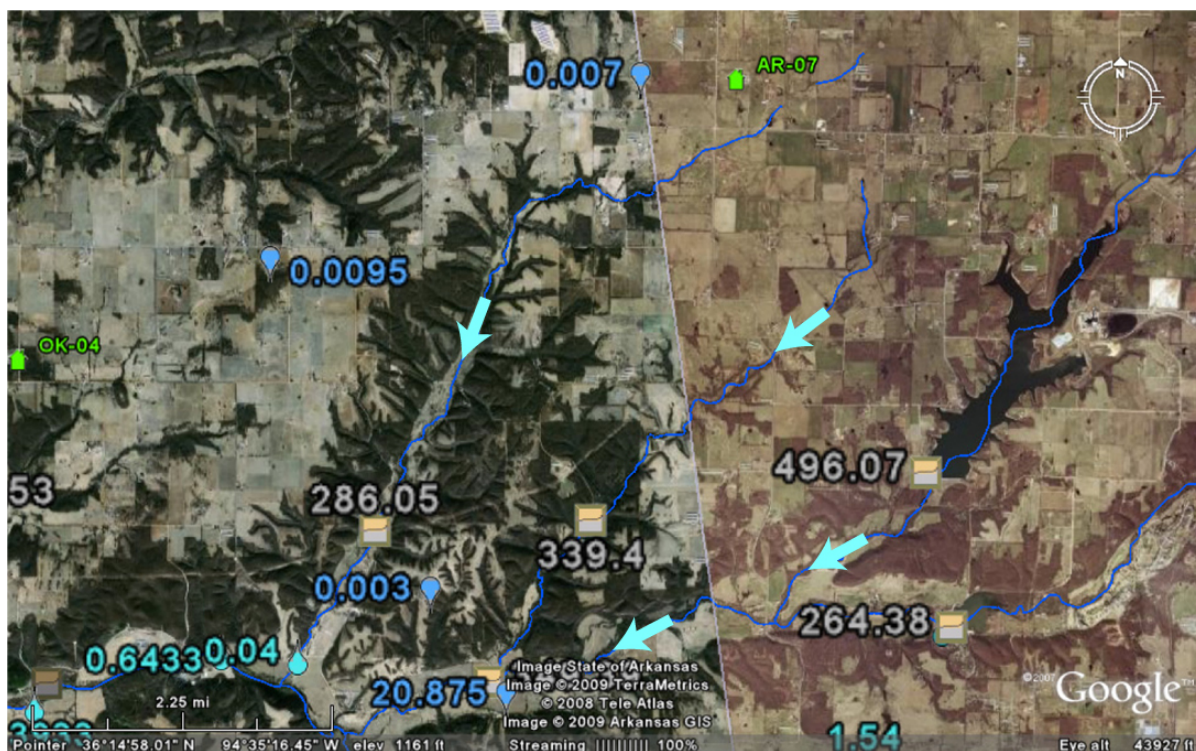 0.007
AR-07
N
0.0095
OK-04
53
286.05
496.07
339.4
0.003
264.38
0.6433
0.04
20.875
2.25 mi
Image State of Arkansas
Image © 2009 TerraMetrics
© 2008 Tele Atlas
Image © 2009 Arkansas GIS
©2007 Google™
1.54
Pointer 36°14'58.01" N 94°35'16.45" W elev 1161 ft Streaming |||||||||| 100% Eye alt 43927 ft